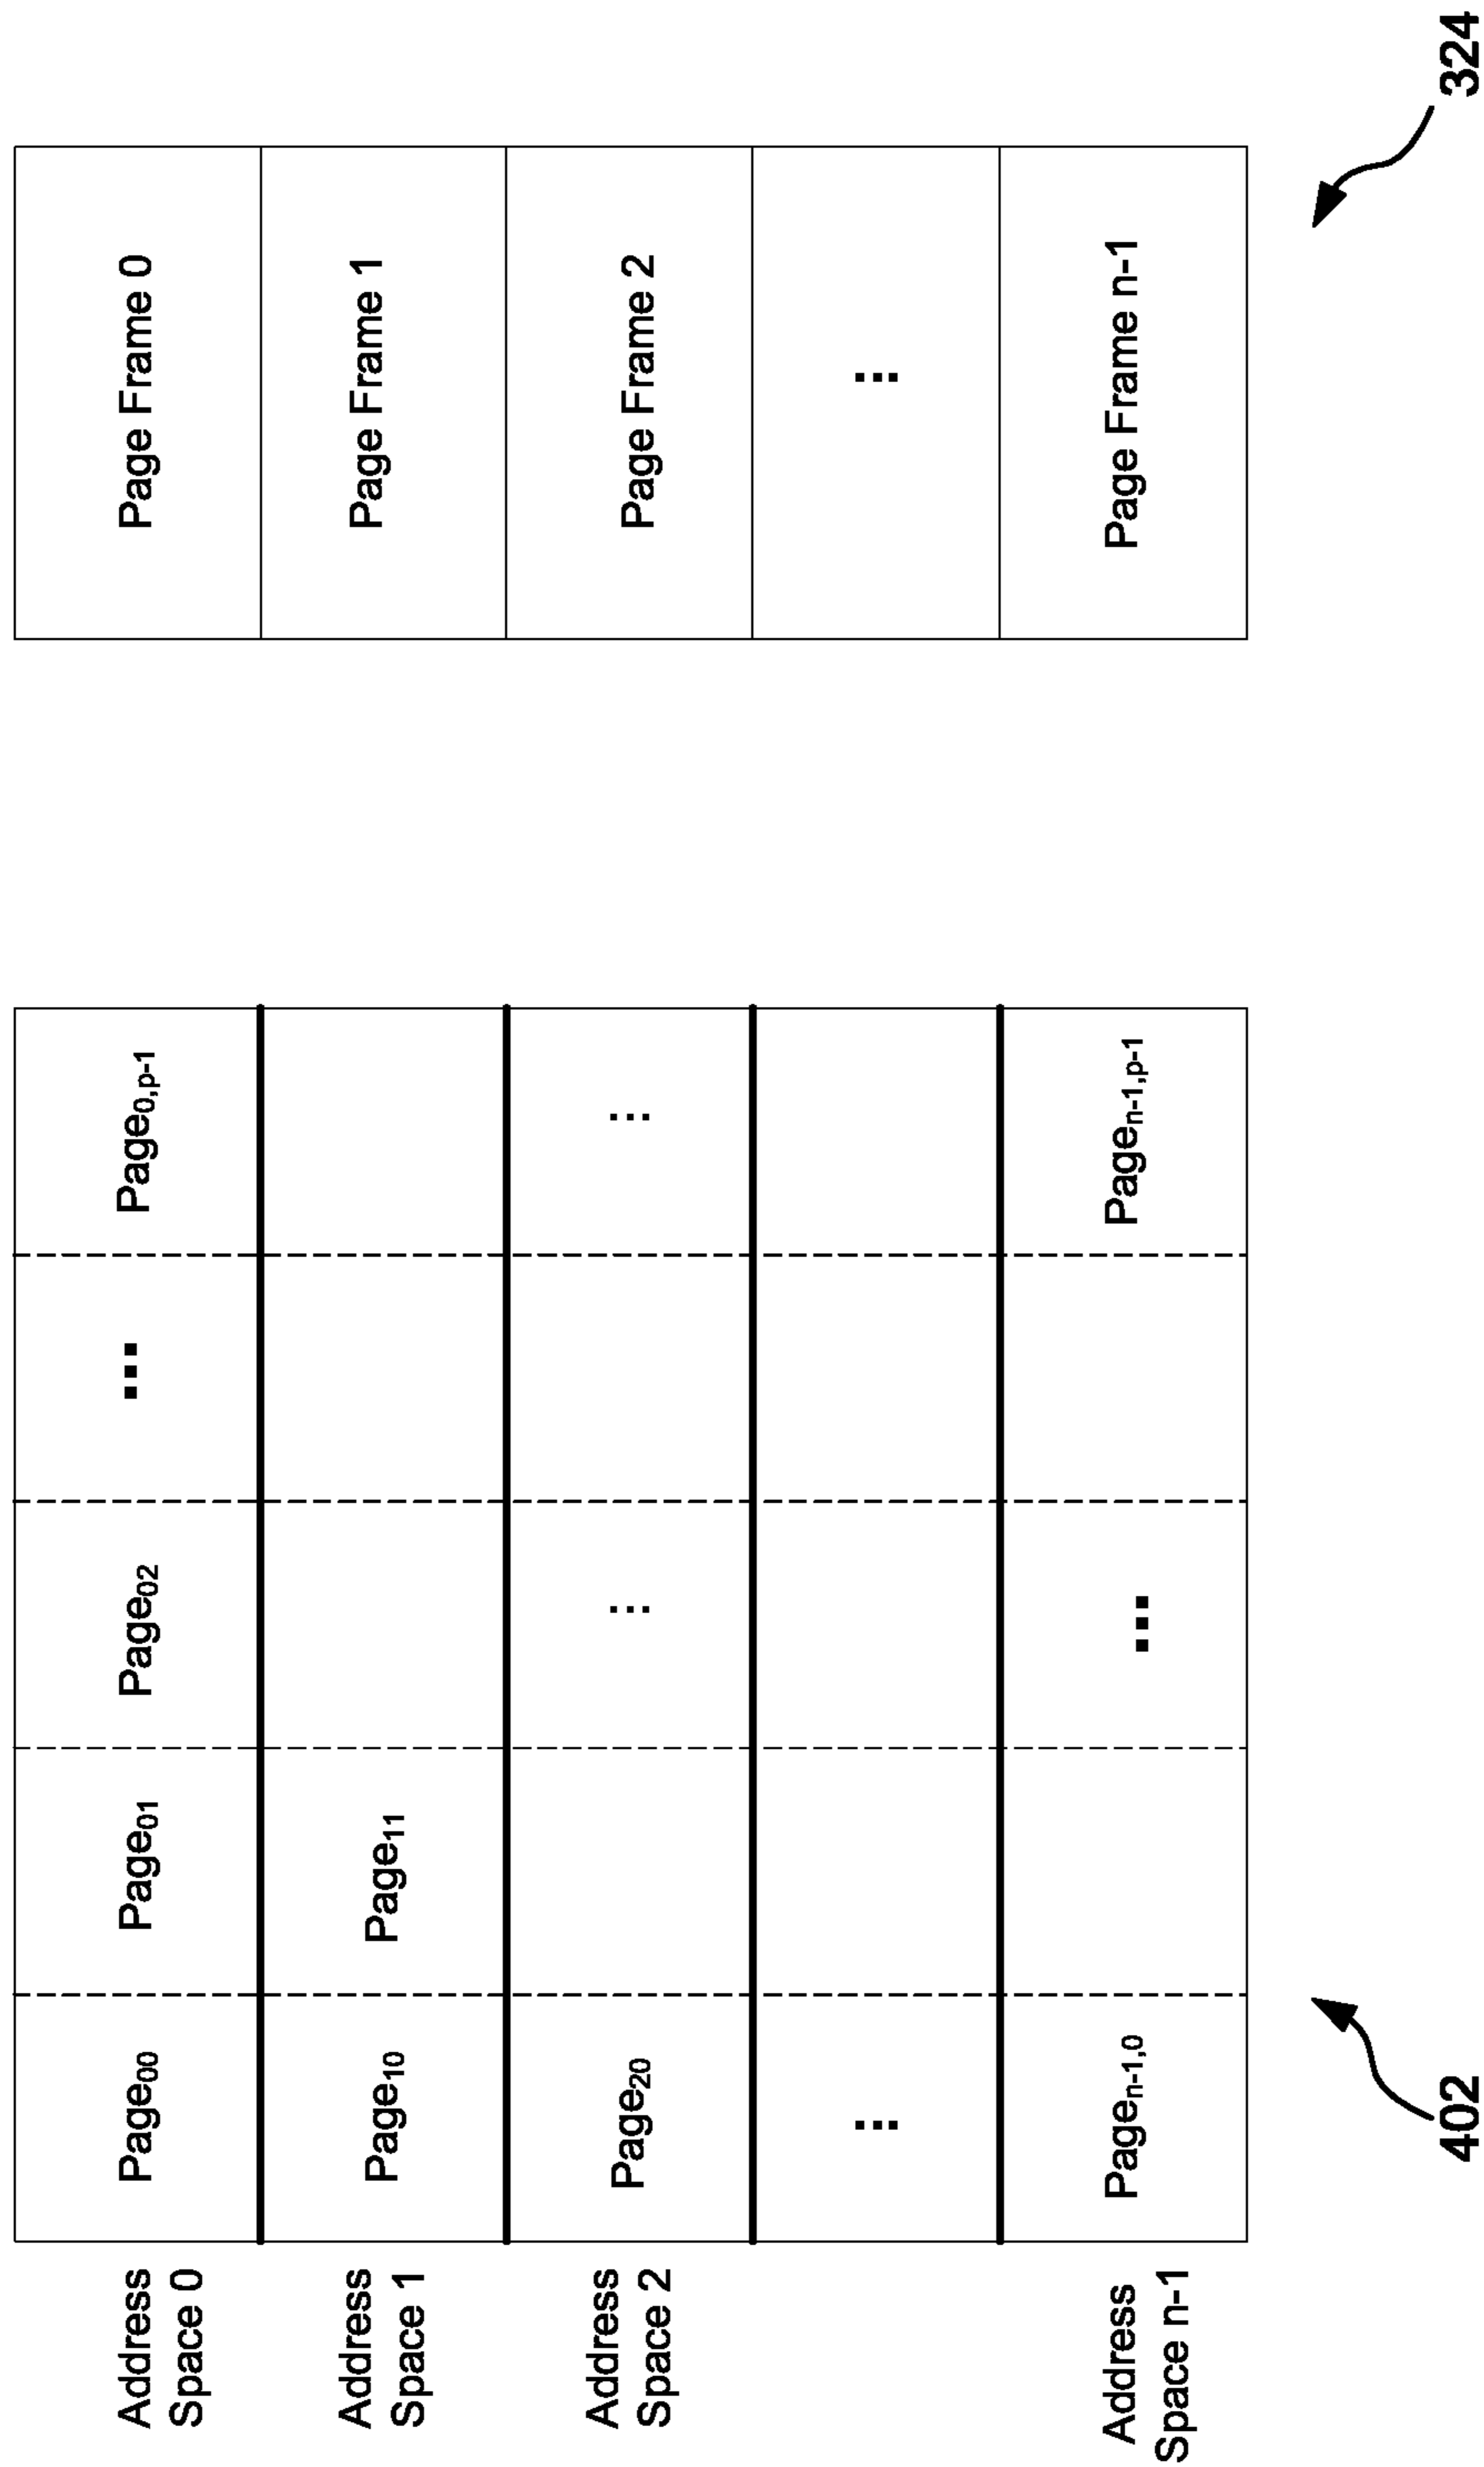 Address
Space 0
Page00
Page01
Page02
...
Page0,p-1
Page Frame 0
Address
Space 1
Page10
Page11
Page Frame 1
Address
Space 2
Page20
...
...
Page Frame 2
...
...
Address
Space n-1
Pagen-1,0
...
Pagen-1,p-1
Page Frame n-1
402
324